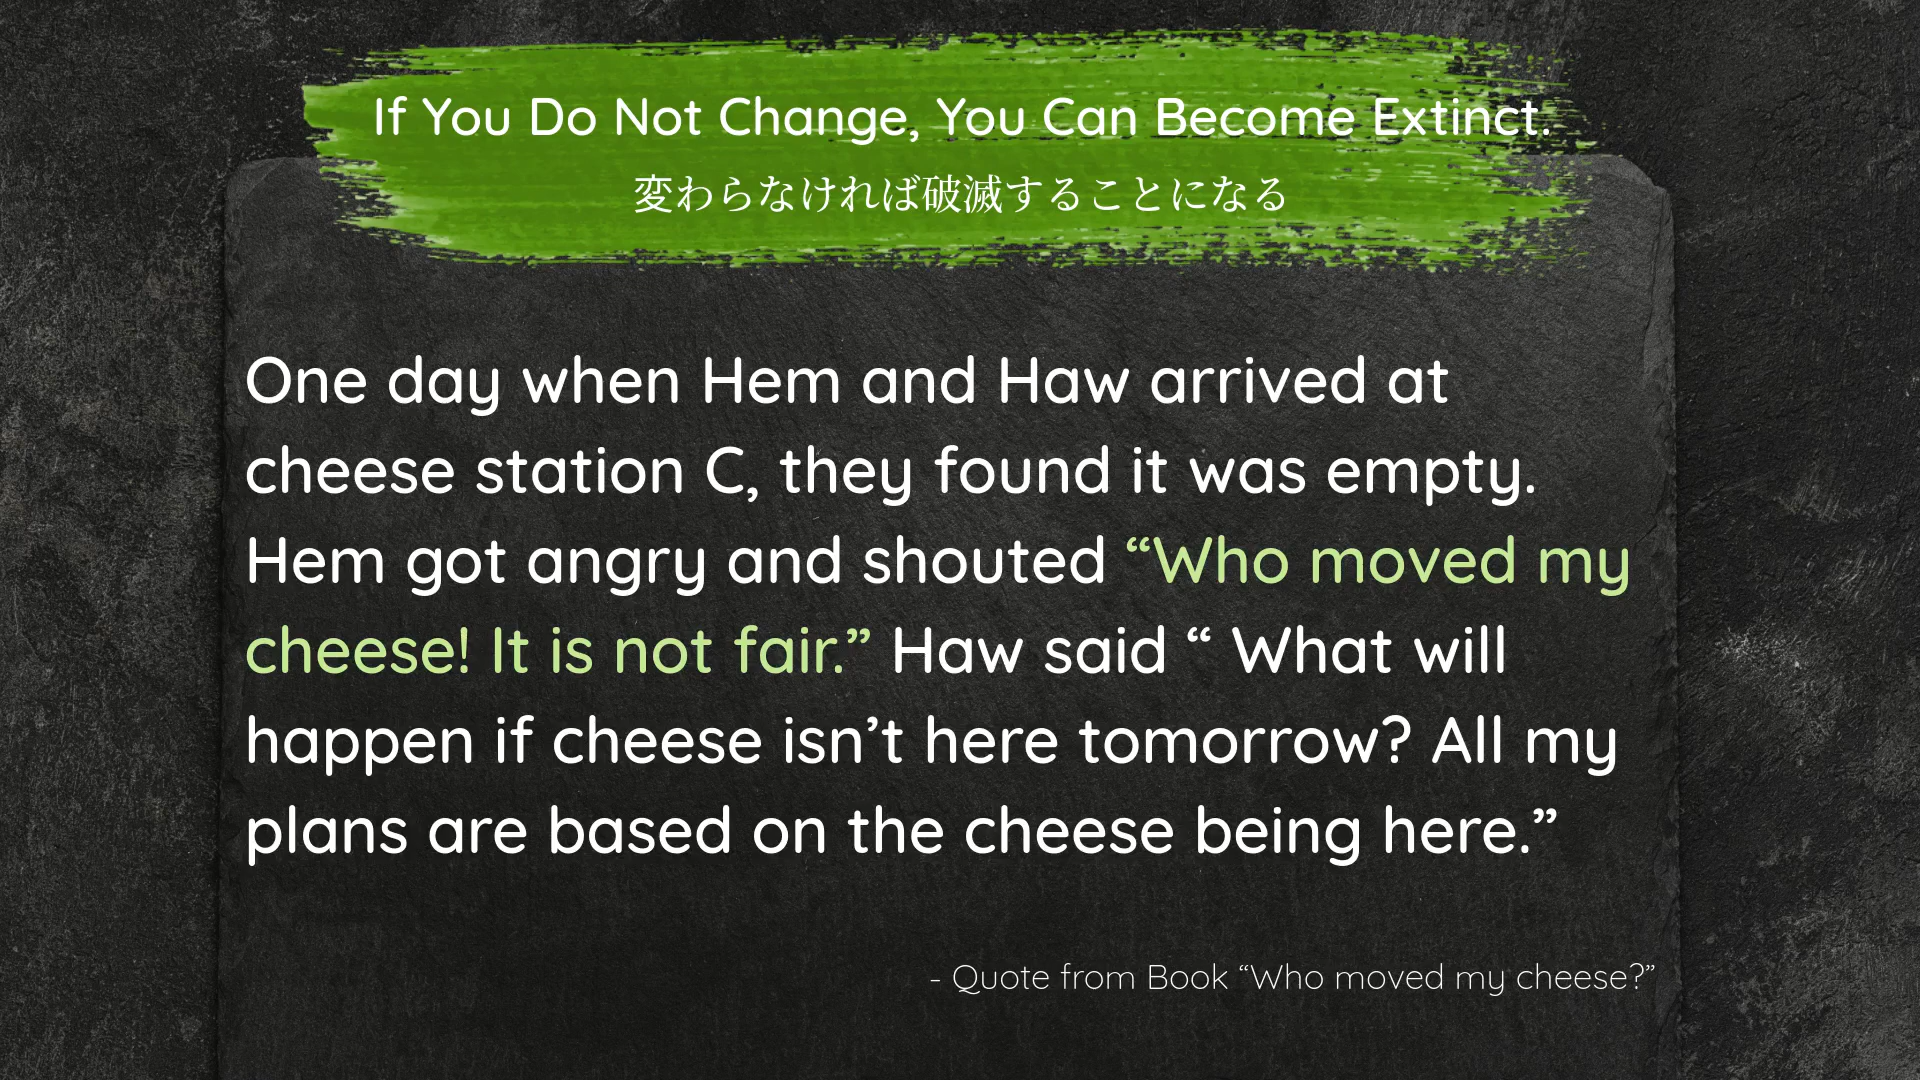 If You Do Not Change, You Can Become Extinct.
変わらなければ破滅することになる
One day when Hem and Haw arrived at
cheese station C, they found it was empty.
Hem got angry and shouted “Who moved my
cheese! It is not fair.” Haw said “ What will
happen if cheese isn’t here tomorrow? All my
plans are based on the cheese being here.”
- Quote from Book “Who moved my cheese?”